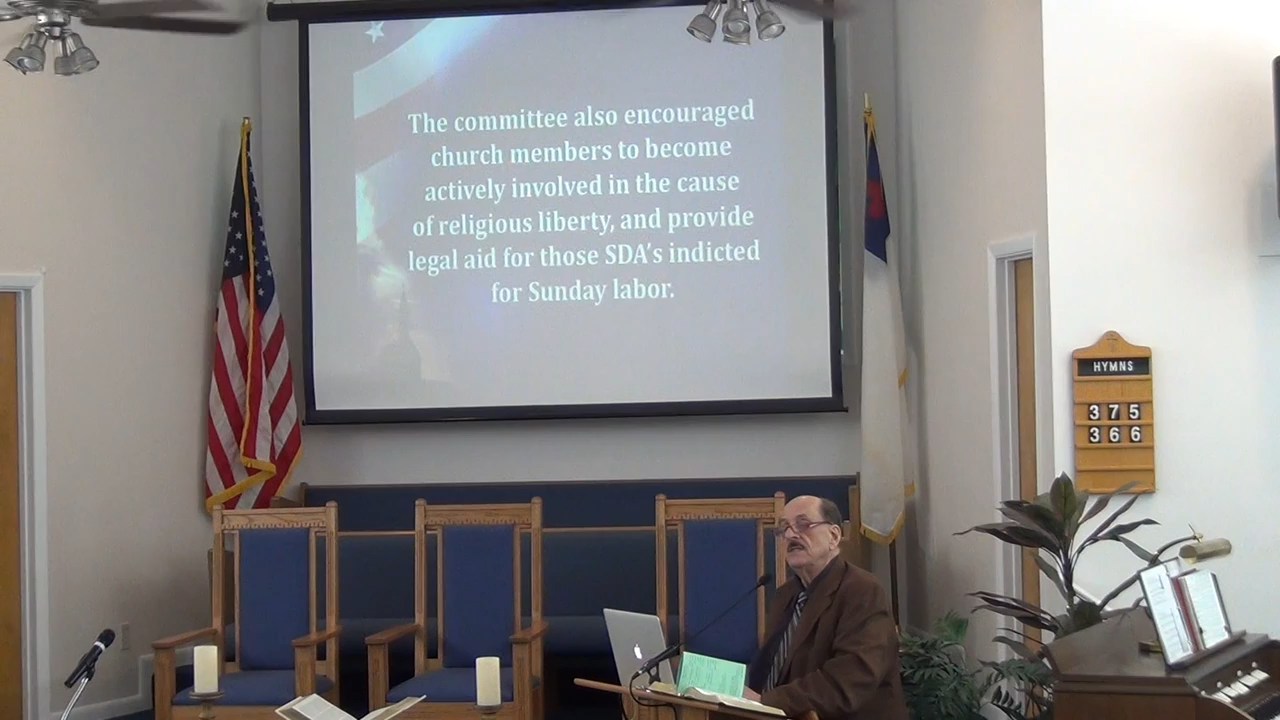 The committee also encouraged
church members to become
actively involved in the cause
of religious liberty, and provide
legal aid for those SDA's indicted
for Sunday labor.
HYMNS
375
366